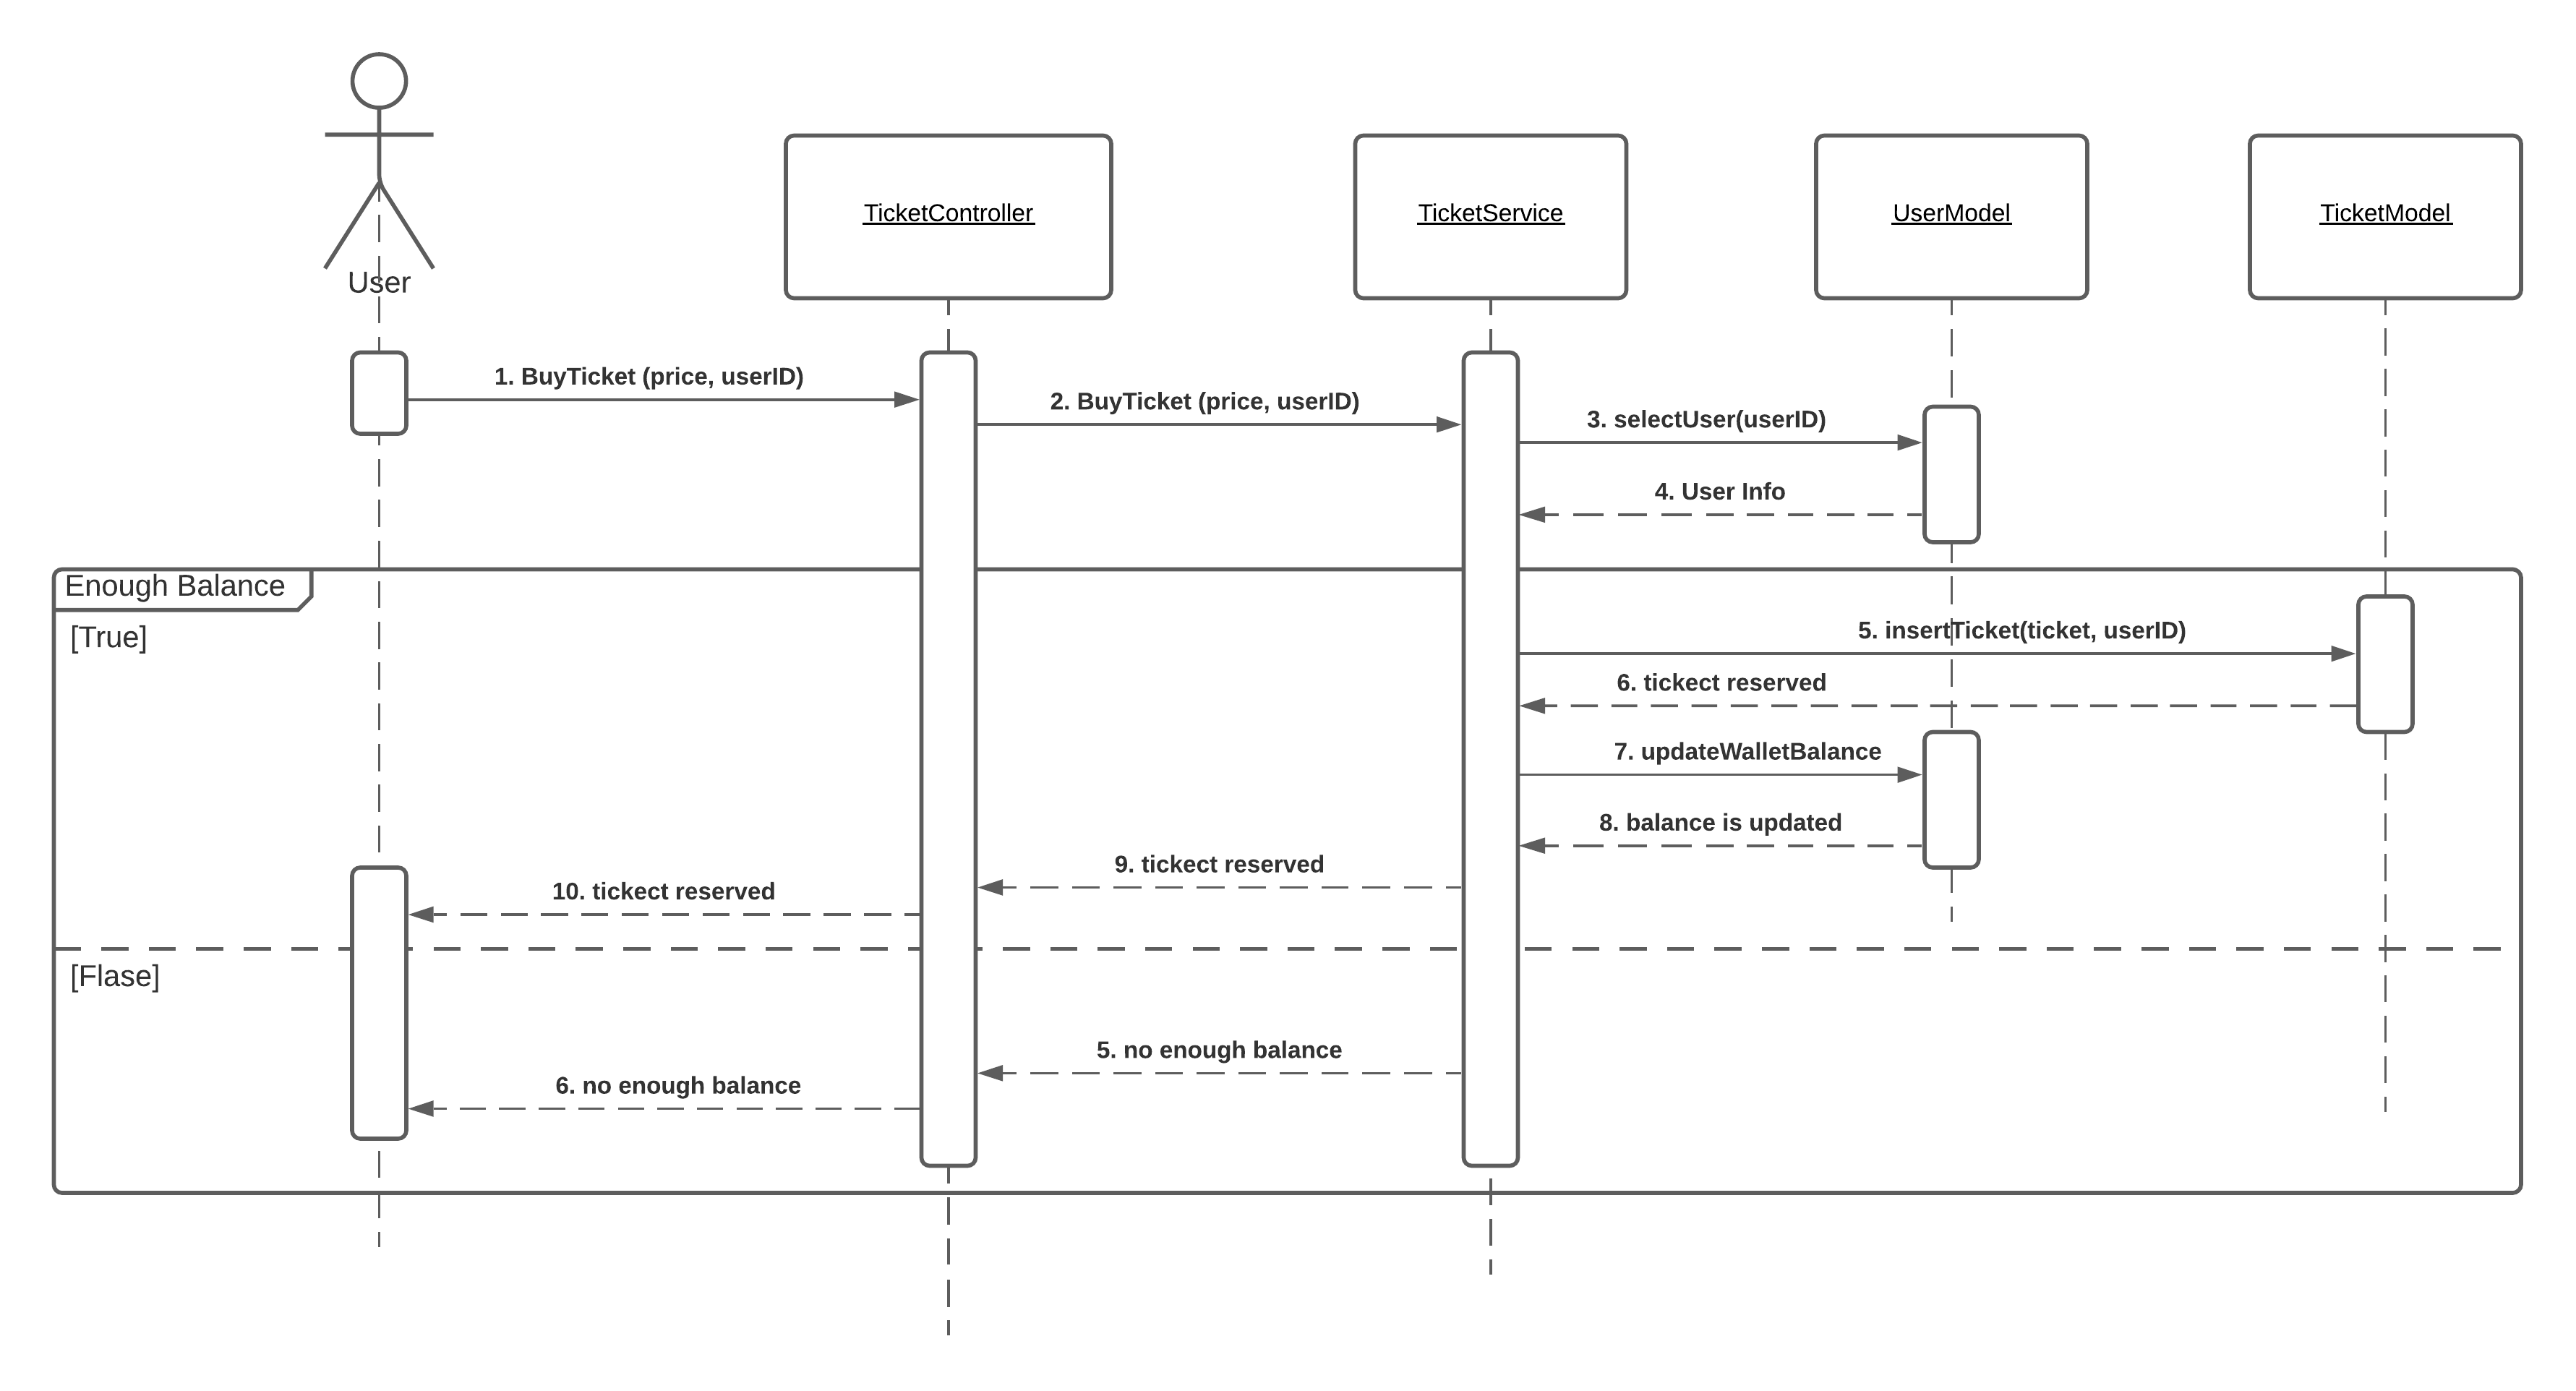 User
TicketController
TicketService
UserModel
TicketModel
1. BuyTicket (price, userID)
2. BuyTicket (price, userID)
3. selectUser(userID)
4. User Info
Enough Balance
[True]
5. insertTicket(ticket, userID)
6. tickect reserved
7. updateWalletBalance
8. balance is updated
9. tickect reserved
10. tickect reserved
[Flase]
5. no enough balance
6. no enough balance